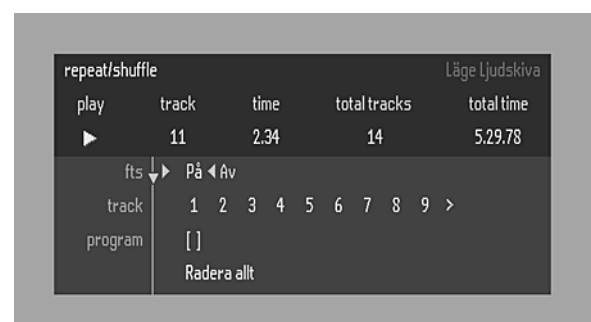 repeat/shuffle Läge Ljudskiva
play track time total tracks total time
11 2.34 14 5.29.78
fts På Av
track 1 2 3 4 5 6 7 8 9 >
program [ ]
Radera allt